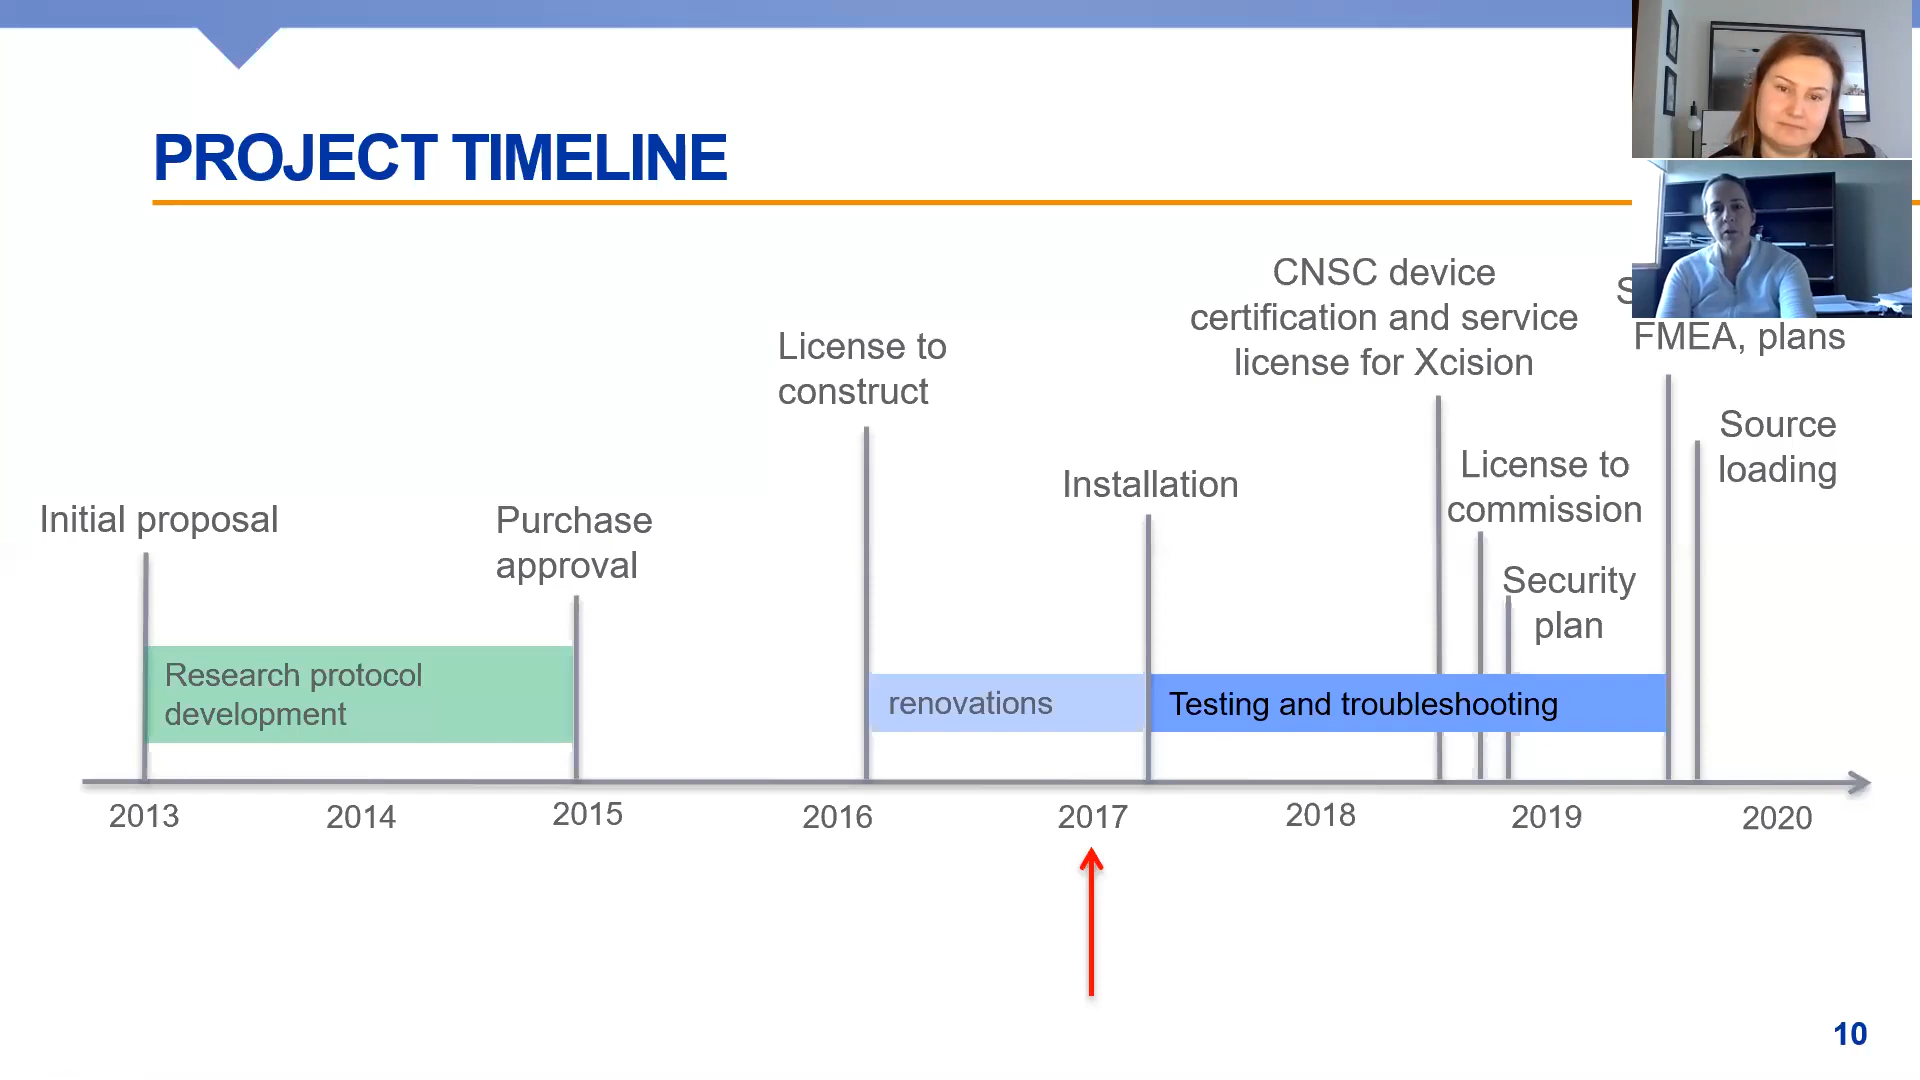 PROJECT TIMELINE
CNSC device
certification and service
license for Xcision
FMEA, plans
License to
construct
Source
loading
Installation
License to
commission
Initial proposal
Purchase
approval
Security
plan
Research protocol
development
renovations
Testing and troubleshooting
2013 2014 2015 2016 2017 2018 2019 2020
10